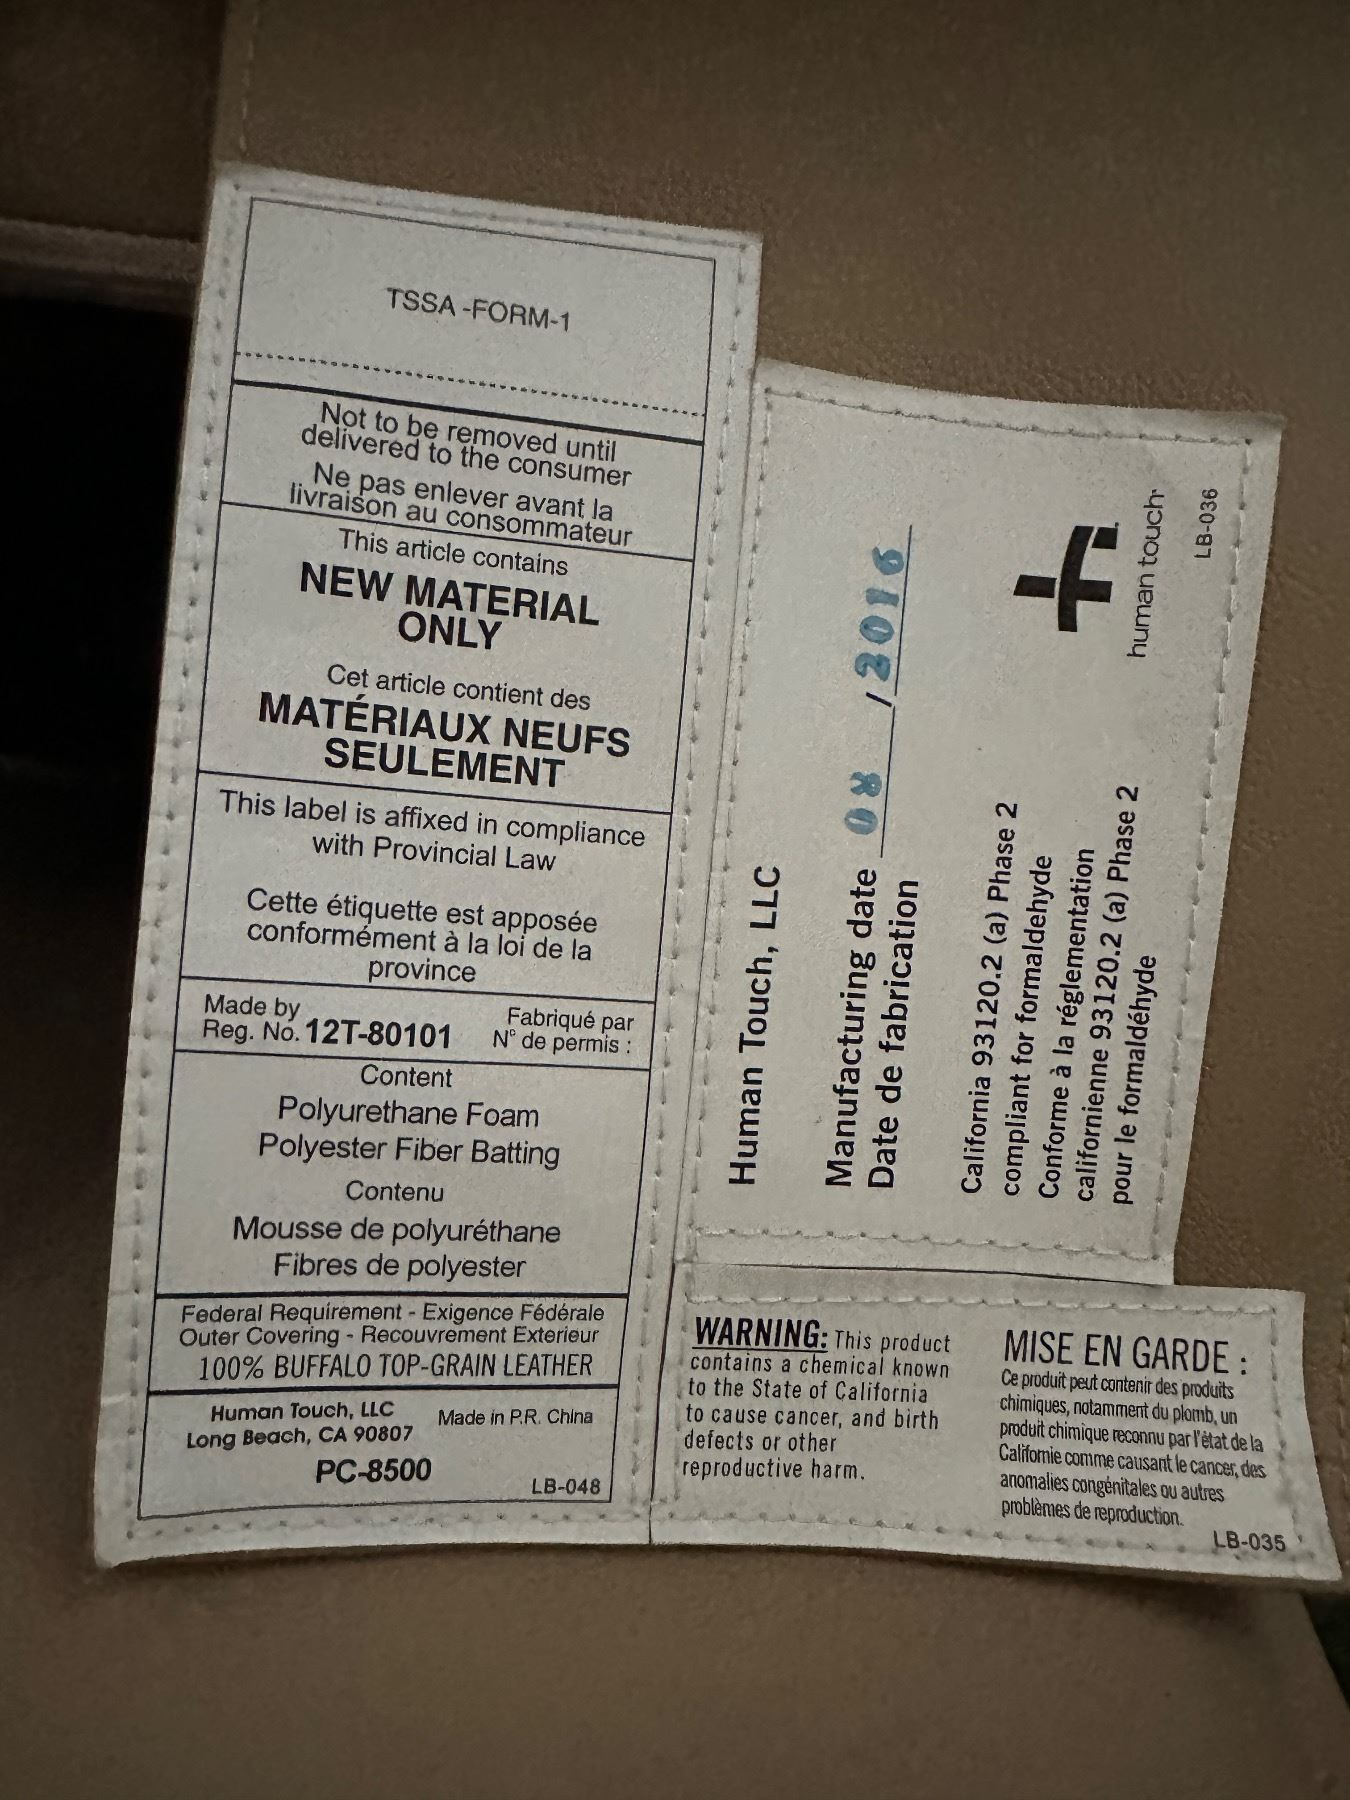 TSSA -FORM-1
Not to be removed until
delivered to the consumer
Ne pas enlever avant la
livraison au consommateur
This article contains
NEW MATERIAL
ONLY
Cet article contient des
MATÉRIAUX NEUFS
SEULEMENT
This label is affixed in compliance
with Provincial Law
Cette étiquette est apposée
conformément à la loi de la
province
Made by
Reg. No. 12T-80101
Fabriqué par
N° de permis :
Content
Polyurethane Foam
Polyester Fiber Batting
Contenu
Mousse de polyuréthane
Fibres de polyester
Federal Requirement - Exigence Fédérale
Outer Covering - Recouvrement Exterieur
100% BUFFALO TOP-GRAIN LEATHER
Human Touch, LLC
Long Beach, CA 90807
Made in P.R. China
PC-8500
LB-048
Human Touch, LLC
Manufacturing date 08 / 2016
Date de fabrication
California 93120.2 (a) Phase 2
compliant for formaldehyde
Conforme à la réglementation
californienne 93120.2 (a) Phase 2
pour le formaldéhyde
human touch
LB-036
WARNING: This product
contains a chemical known
to the State of California
to cause cancer, and birth
defects or other
reproductive harm.
MISE EN GARDE :
Ce produit peut contenir des produits
chimiques, notamment du plomb, un
produit chimique reconnu par l'état de la
Californie comme causant le cancer, des
anomalies congénitales ou autres
problèmes de reproduction.
LB-035